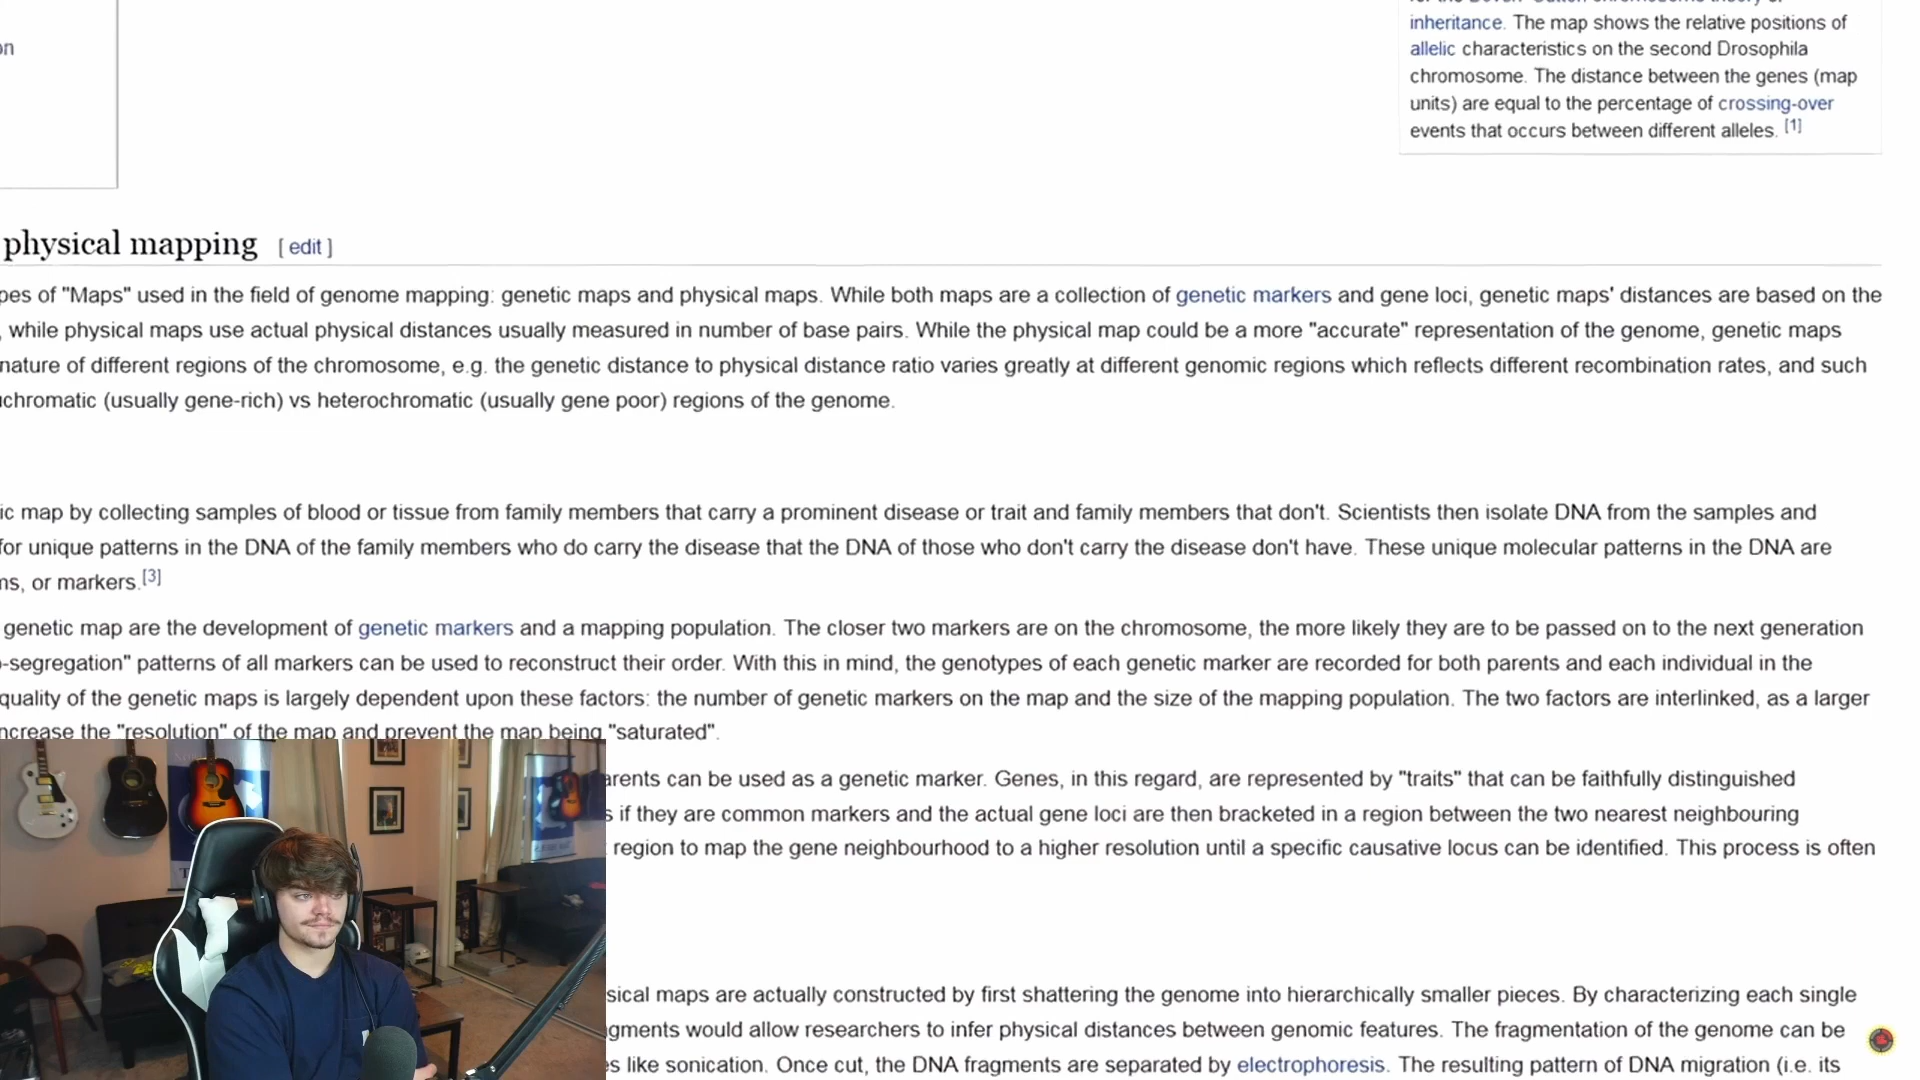 inheritance. The map shows the relative positions of
allelic characteristics on the second Drosophila
chromosome. The distance between the genes (map
units) are equal to the percentage of crossing-over
events that occurs between different alleles. [1]
on
physical mapping [ edit ]
pes of "Maps" used in the field of genome mapping: genetic maps and physical maps. While both maps are a collection of genetic markers and gene loci, genetic maps' distances are based on the
, while physical maps use actual physical distances usually measured in number of base pairs. While the physical map could be a more "accurate" representation of the genome, genetic maps
nature of different regions of the chromosome, e.g. the genetic distance to physical distance ratio varies greatly at different genomic regions which reflects different recombination rates, and such
uchromatic (usually gene-rich) vs heterochromatic (usually gene poor) regions of the genome.
ic map by collecting samples of blood or tissue from family members that carry a prominent disease or trait and family members that don't. Scientists then isolate DNA from the samples and
for unique patterns in the DNA of the family members who do carry the disease that the DNA of those who don't carry the disease don't have. These unique molecular patterns in the DNA are
ms, or markers.[3]
genetic map are the development of genetic markers and a mapping population. The closer two markers are on the chromosome, the more likely they are to be passed on to the next generation
o-segregation" patterns of all markers can be used to reconstruct their order. With this in mind, the genotypes of each genetic marker are recorded for both parents and each individual in the
quality of the genetic maps is largely dependent upon these factors: the number of genetic markers on the map and the size of the mapping population. The two factors are interlinked, as a larger
ncrease the "resolution" of the map and prevent the map being "saturated".
arents can be used as a genetic marker. Genes, in this regard, are represented by "traits" that can be faithfully distinguished
s if they are common markers and the actual gene loci are then bracketed in a region between the two nearest neighbouring
region to map the gene neighbourhood to a higher resolution until a specific causative locus can be identified. This process is often
sical maps are actually constructed by first shattering the genome into hierarchically smaller pieces. By characterizing each single
gments would allow researchers to infer physical distances between genomic features. The fragmentation of the genome can be
s like sonication. Once cut, the DNA fragments are separated by electrophoresis. The resulting pattern of DNA migration (i.e. its